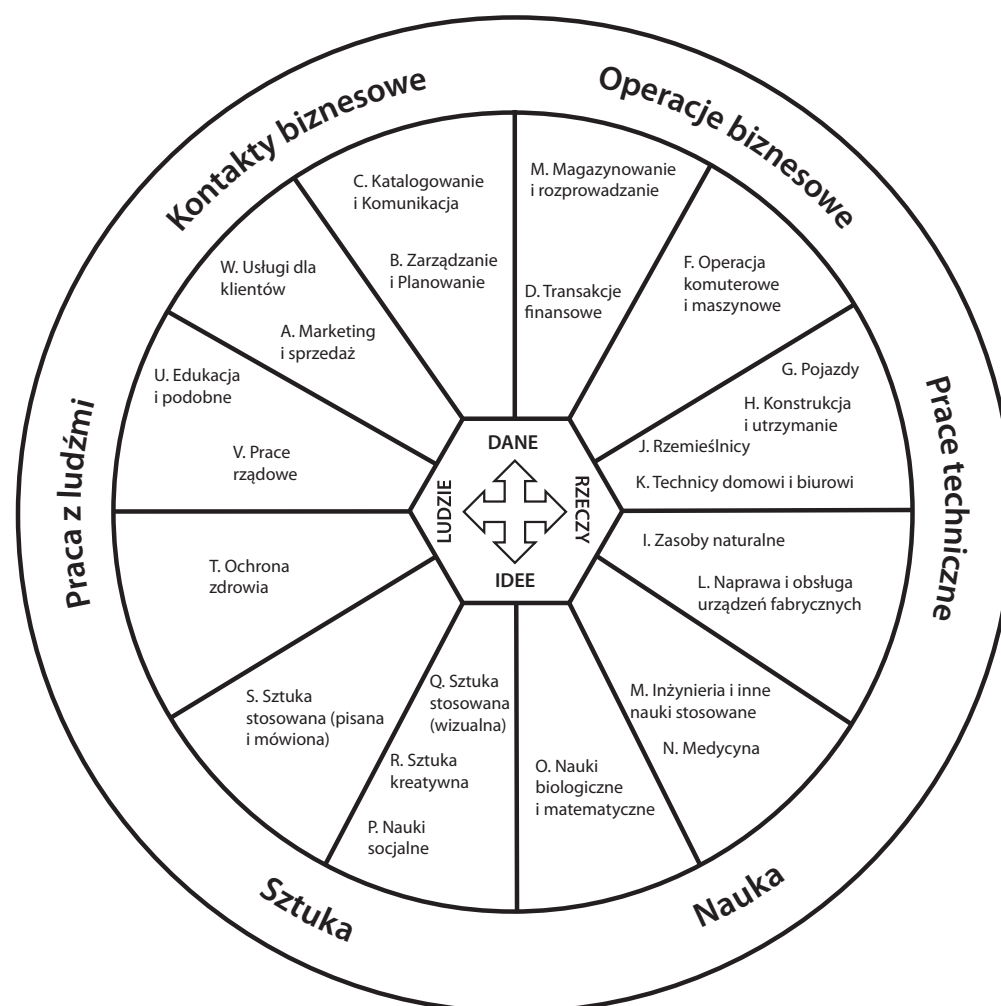 Kontakty biznesowe
Operacje biznesowe
Prace techniczne
Nauka
Sztuka
Praca z ludźmi
C. Katalogowanie
i Komunikacja
B. Zarządzanie
i Planowanie
M. Magazynowanie
i rozprowadzanie
D. Transakcje
finansowe
F. Operacja
komuterowe
i maszynowe
G. Pojazdy
H. Konstrukcja
i utrzymanie
J. Rzemieślnicy
K. Technicy domowi i biurowi
I. Zasoby naturalne
L. Naprawa i obsługa
urządzeń fabrycznych
M. Inżynieria i inne
nauki stosowane
N. Medycyna
O. Nauki
biologiczne
i matematyczne
Q. Sztuka
stosowana
(wizualna)
R. Sztuka
kreatywna
P. Nauki
socjalne
S. Sztuka
stosowana (pisana
i mówiona)
T. Ochrona
zdrowia
V. Prace
rządowe
U. Edukacja
i podobne
A. Marketing
i sprzedaż
W. Usługi dla
klientów
DANE
RZECZY
IDEE
LUDZIE